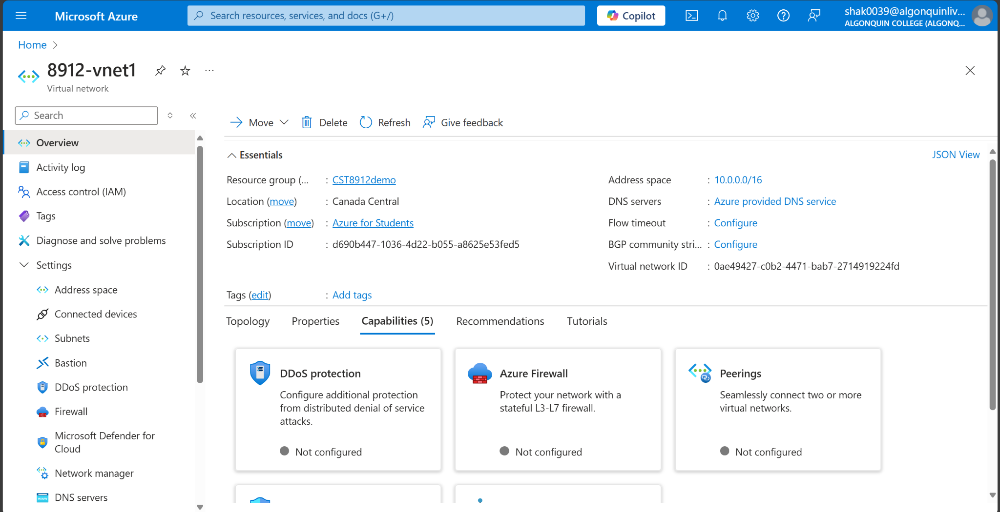 Microsoft Azure
Search resources, services, and docs (G+/)
Copilot
shak0039@algonquinliv...
ALGONQUIN COLLEGE (ALGONQ...
Home
8912-vnet1
Virtual network
Search
Overview
Activity log
Access control (IAM)
Tags
Diagnose and solve problems
Settings
Address space
Connected devices
Subnets
Bastion
DDoS protection
Firewall
Microsoft Defender for
Cloud
Network manager
DNS servers
Move
Delete
Refresh
Give feedback
Essentials
JSON View
Resource group (... : CST8912demo
Location (move) : Canada Central
Subscription (move) : Azure for Students
Subscription ID : d690b447-1036-4d22-b055-a8625e53fed5
Address space : 10.0.0.0/16
DNS servers : Azure provided DNS service
Flow timeout : Configure
BGP community stri... : Configure
Virtual network ID : 0ae49427-c0b2-4471-bab7-2714919224fd
Tags (edit) : Add tags
Topology
Properties
Capabilities (5)
Recommendations
Tutorials
DDoS protection
Configure additional protection
from distributed denial of service
attacks.
Not configured
Azure Firewall
Protect your network with a
stateful L3-L7 firewall.
Not configured
Peerings
Seamlessly connect two or more
virtual networks.
Not configured